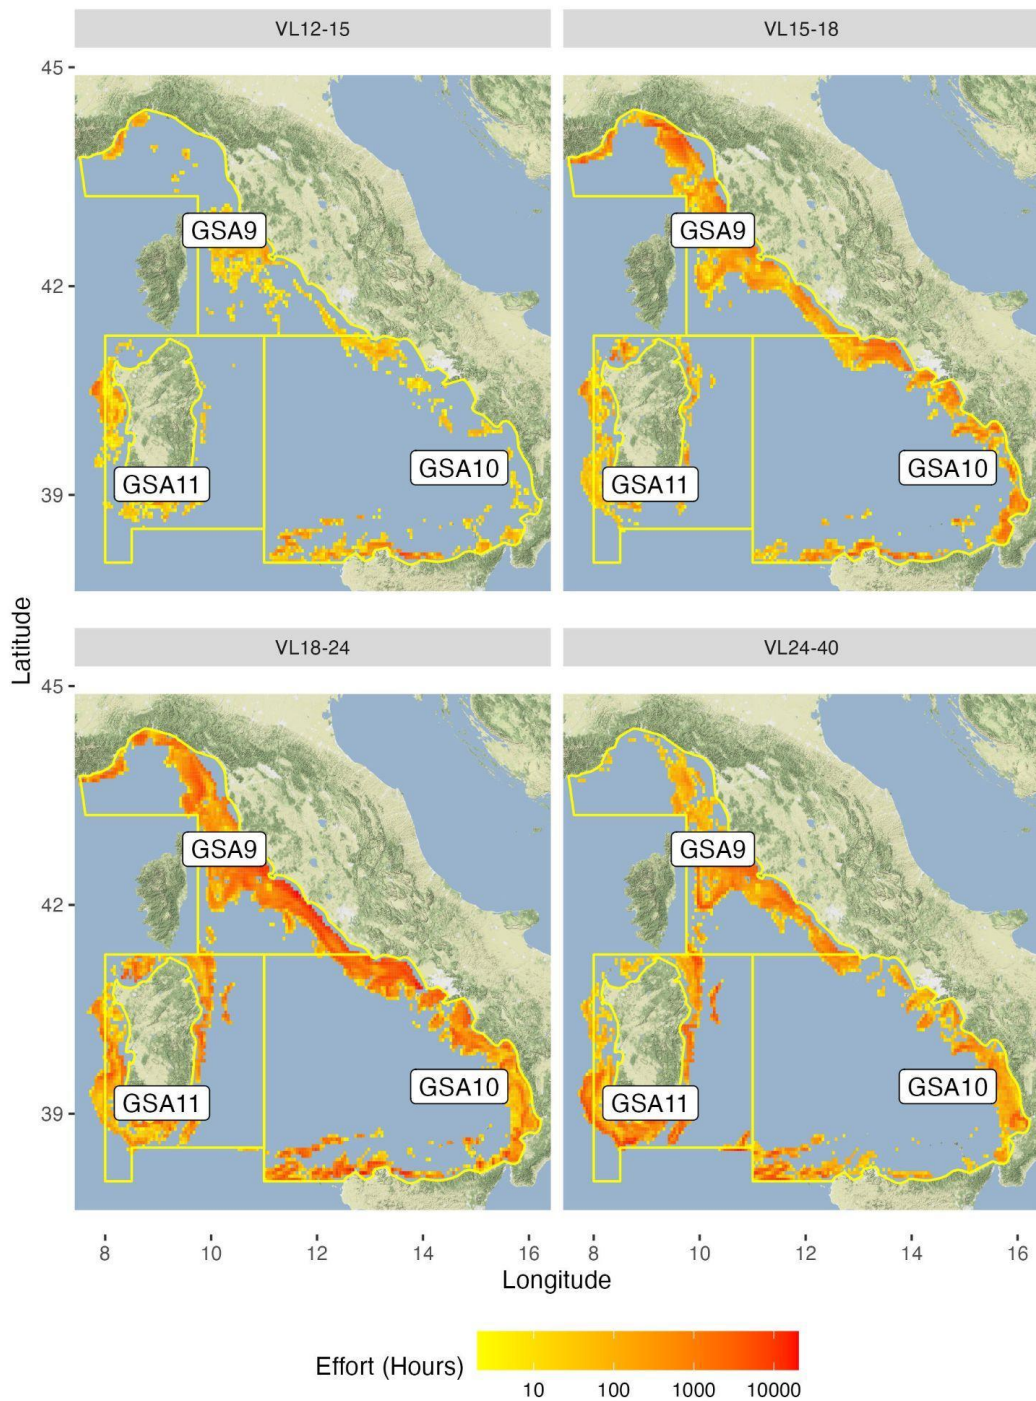 VL12-15
VL15-18
45
42
39
GSA9
GSA11
GSA10
GSA9
GSA11
GSA10
Latitude
VL18-24
VL24-40
45
42
39
GSA9
GSA11
GSA10
GSA9
GSA11
GSA10
8 10 12 14 16 8 10 12 14 16
Longitude
Effort (Hours)
10 100 1000 10000